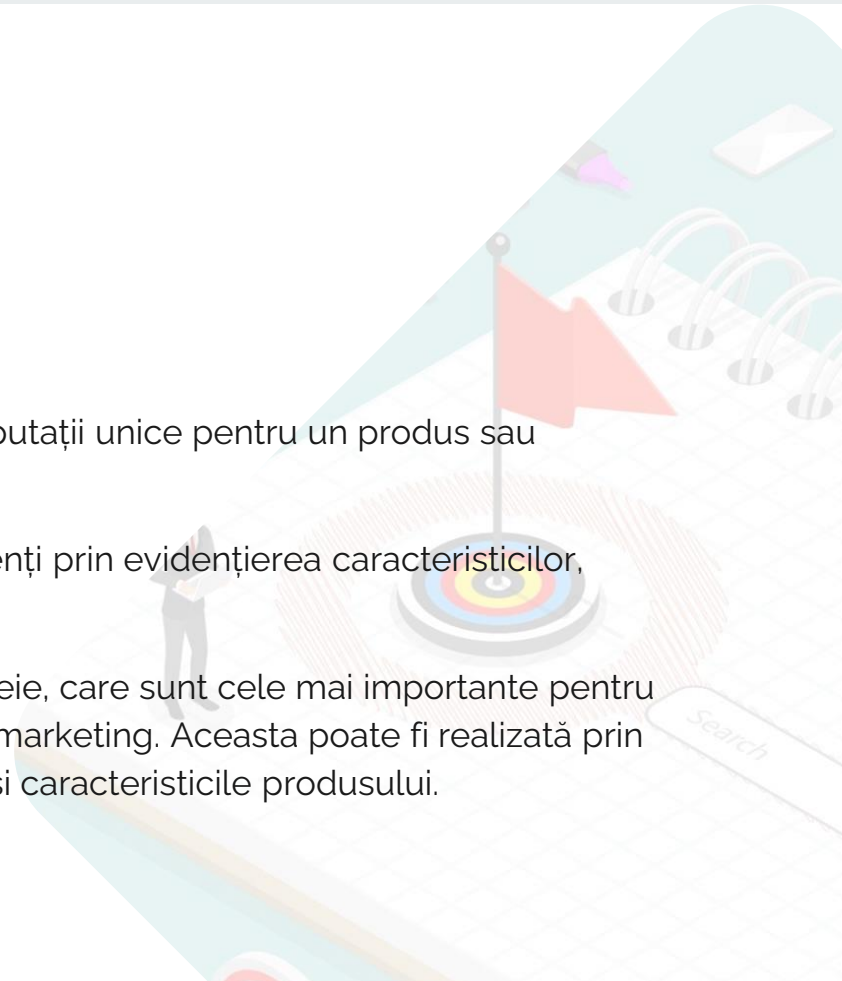 putații unice pentru un produs sau
enți prin evidențierea caracteristicilor,
eie, care sunt cele mai importante pentru
marketing. Aceasta poate fi realizată prin
și caracteristicile produsului.
Search